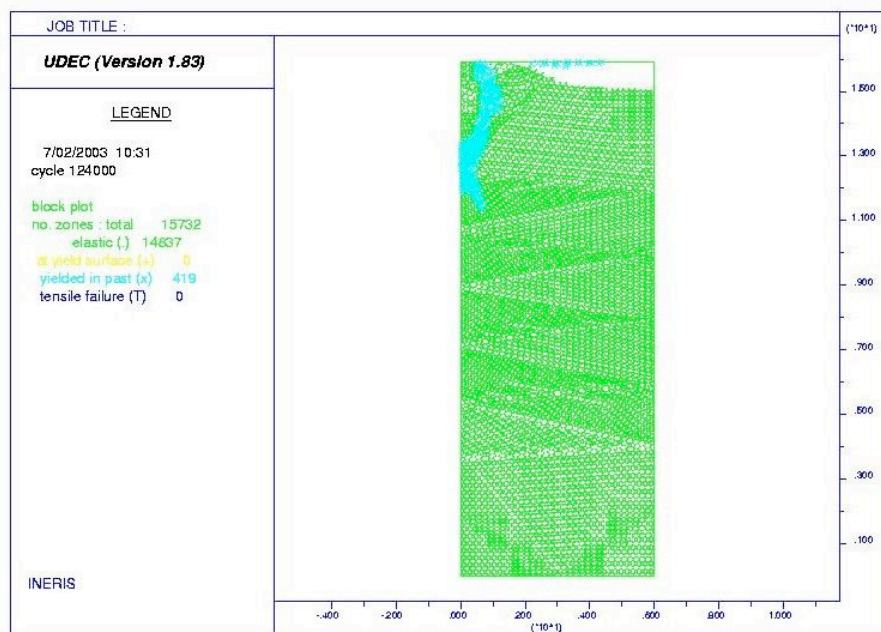 JOB TITLE :
UDEC (Version 1.83)
LEGEND
7/02/2003 10:31
cycle 124000
block plot
no. zones : total 15732
elastic (.) 14837
at yield surface (+) 0
yielded in past (x) 419
tensile failure (T) 0
INERIS
(*10^1)
1.500
1.300
1.100
.900
.700
.500
.300
.100
-.400
-.200
.000
.200
.400
.600
.800
1.000
(*10^1)